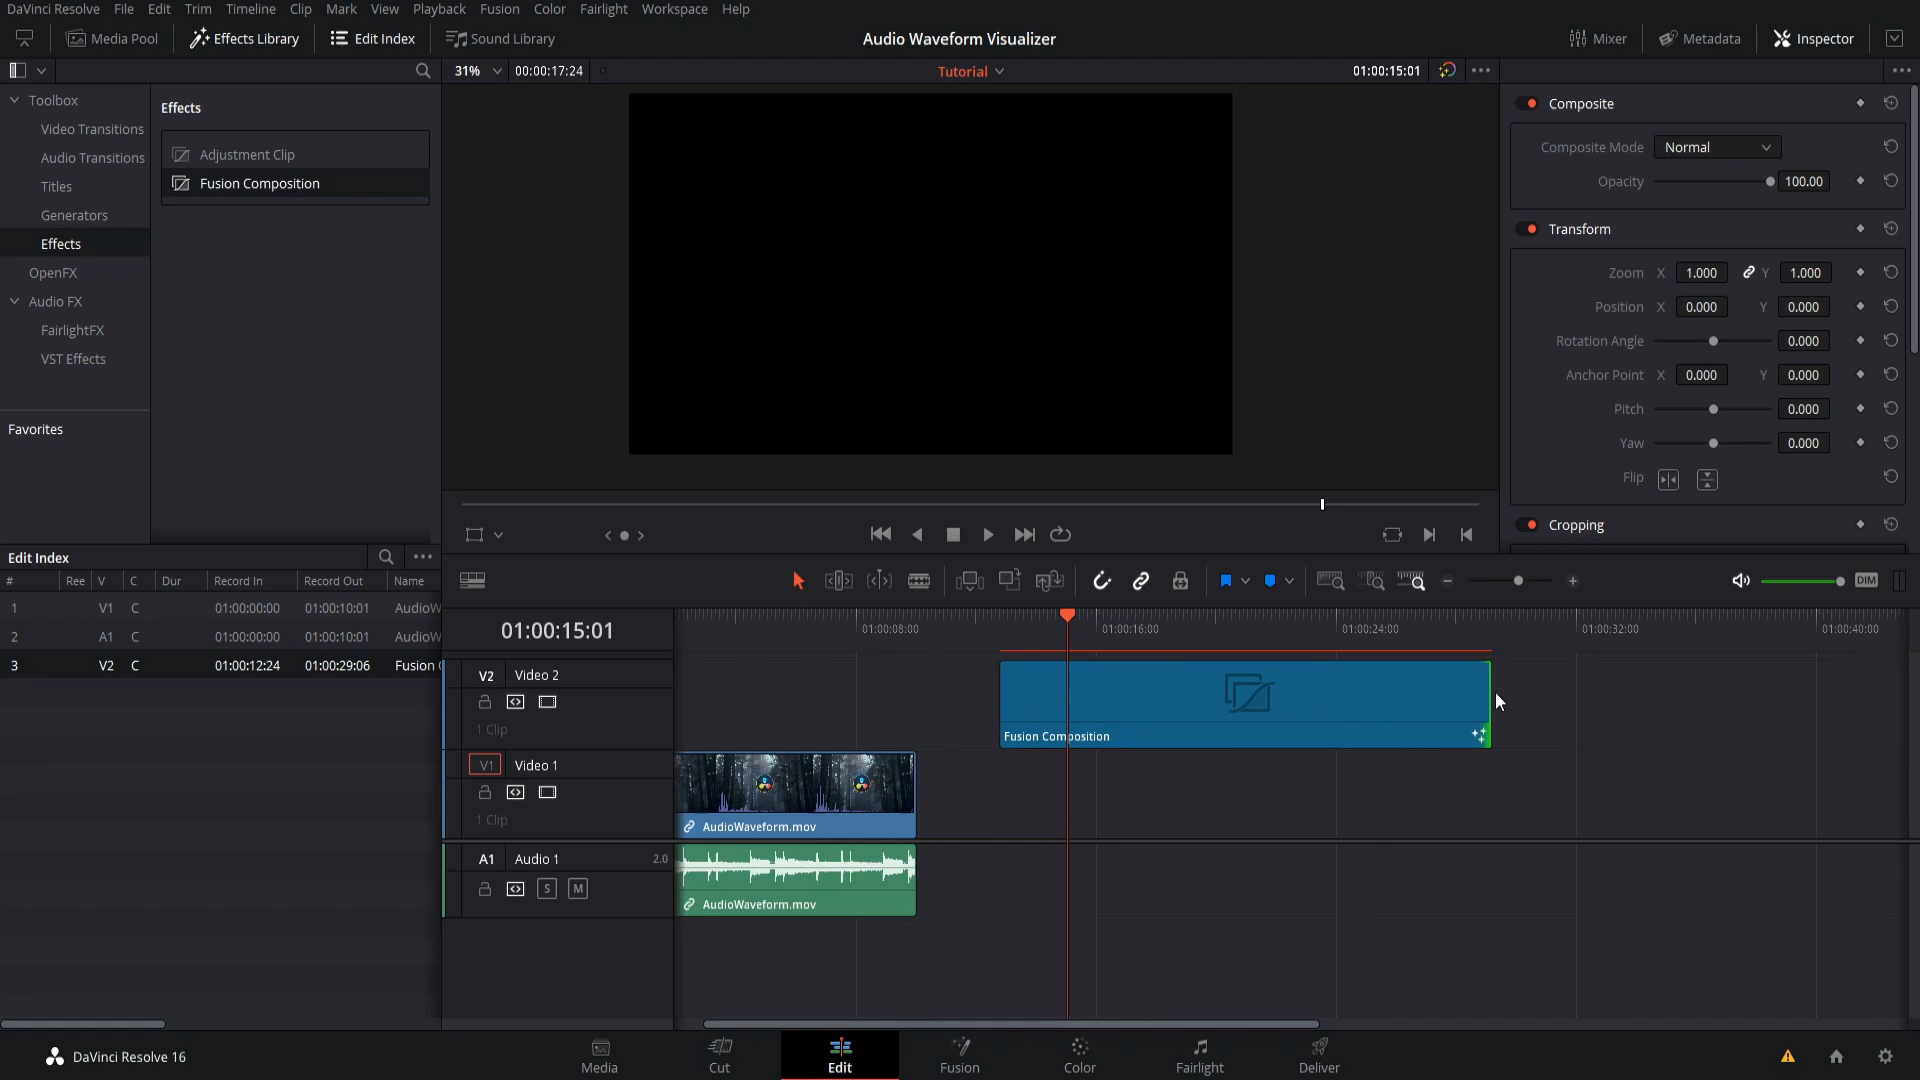 DaVinci Resolve File Edit Trim Timeline Clip Mark View Playback Fusion Color Fairlight Workspace Help
Media Pool Effects Library Edit Index Sound Library Audio Waveform Visualizer Mixer Metadata Inspector
31% 00:00:17:24 Tutorial 01:00:15:01
Toolbox
Video Transitions
Audio Transitions
Titles
Generators
Effects
OpenFX
Audio FX
FairlightFX
VST Effects
Favorites
Effects
Adjustment Clip
Fusion Composition
Composite
Composite Mode Normal
Opacity 100.00
Transform
Zoom X 1.000 Y 1.000
Position X 0.000 Y 0.000
Rotation Angle 0.000
Anchor Point X 0.000 Y 0.000
Pitch 0.000
Yaw 0.000
Flip
Cropping
Edit Index
# Ree V C Dur Record In Record Out Name
1 V1 C 01:00:00:00 01:00:10:01 AudioW
2 A1 C 01:00:00:00 01:00:10:01 AudioW
3 V2 C 01:00:12:24 01:00:29:06 Fusion
DIM
01:00:15:01
01:00:08:00 01:00:16:00 01:00:24:00 01:00:32:00 01:00:40:00
V2 Video 2
1 Clip
Fusion Composition
V1 Video 1
1 Clip
AudioWaveform.mov
A1 Audio 1 2.0
S M
AudioWaveform.mov
DaVinci Resolve 16
Media Cut Edit Fusion Color Fairlight Deliver